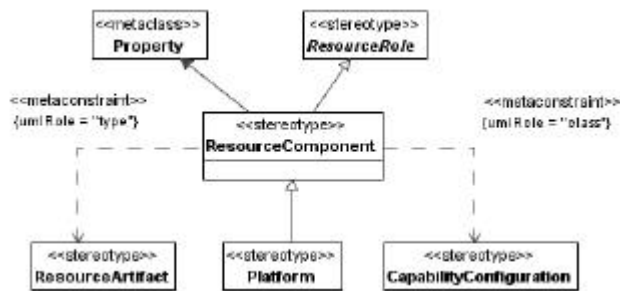 <<metaclass>>
Property
<<stereotype>>
ResourceRole
<<metaconstraint>>
{umlRole = "type"}
<<metaconstraint>>
{umlRole = "class"}
<<stereotype>>
ResourceComponent
<<stereotype>>
ResourceArtifact
<<stereotype>>
Platform
<<stereotype>>
CapabilityConfiguration